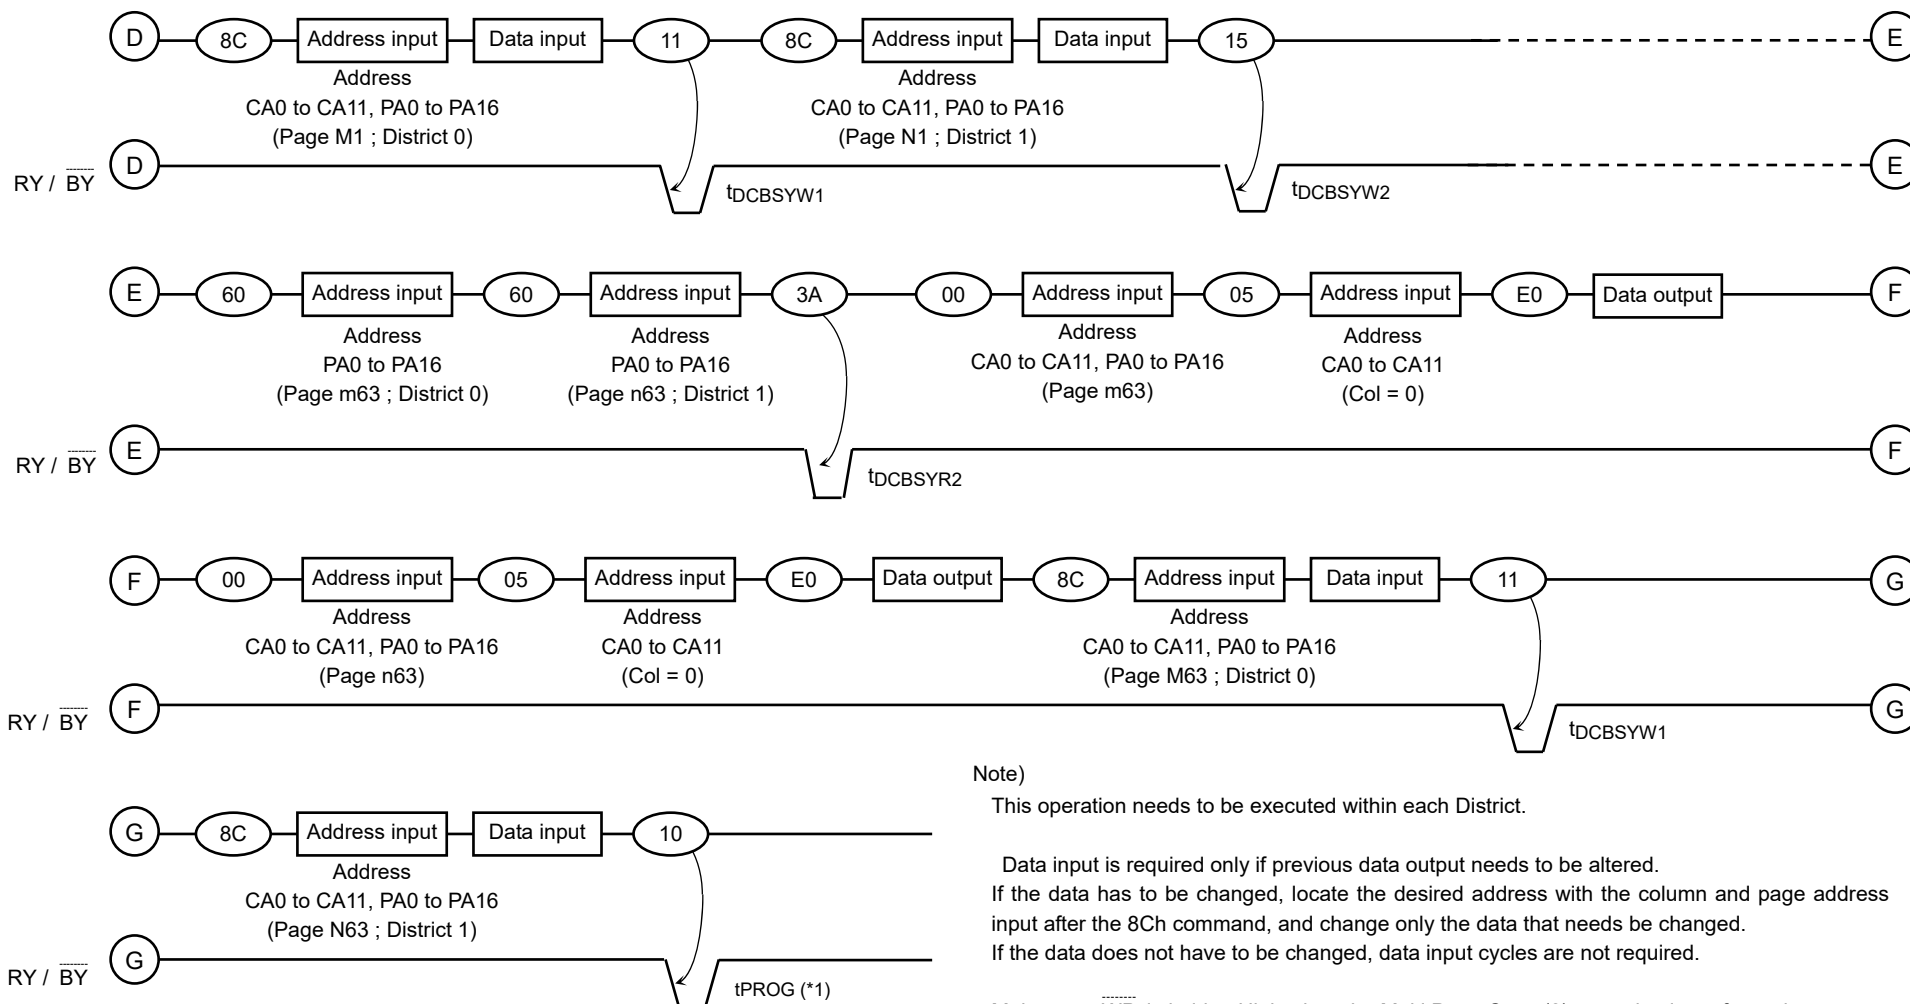 D 8C Address input Data input 11 8C Address input Data input 15 E
Address Address
CA0 to CA11, PA0 to PA16 CA0 to CA11, PA0 to PA16
(Page M1 ; District 0) (Page N1 ; District 1)
RY / BY D tDCBSYW1 tDCBSYW2 E
E 60 Address input 60 Address input 3A 00 Address input 05 Address input E0 Data output F
Address Address Address Address
PA0 to PA16 PA0 to PA16 CA0 to CA11, PA0 to PA16 CA0 to CA11
(Page m63 ; District 0) (Page n63 ; District 1) (Page m63) (Col = 0)
RY / BY E tDCBSYR2 F
F 00 Address input 05 Address input E0 Data output 8C Address input Data input 11 G
Address Address Address
CA0 to CA11, PA0 to PA16 CA0 to CA11 CA0 to CA11, PA0 to PA16
(Page n63) (Col = 0) (Page M63 ; District 0)
RY / BY F tDCBSYW1 G
G 8C Address input Data input 10
Address
CA0 to CA11, PA0 to PA16
(Page N63 ; District 1)
RY / BY G tPROG (*1)
Note)
This operation needs to be executed within each District.
Data input is required only if previous data output needs to be altered.
If the data has to be changed, locate the desired address with the column and page address
input after the 8Ch command, and change only the data that needs be changed.
If the data does not have to be changed, data input cycles are not required.